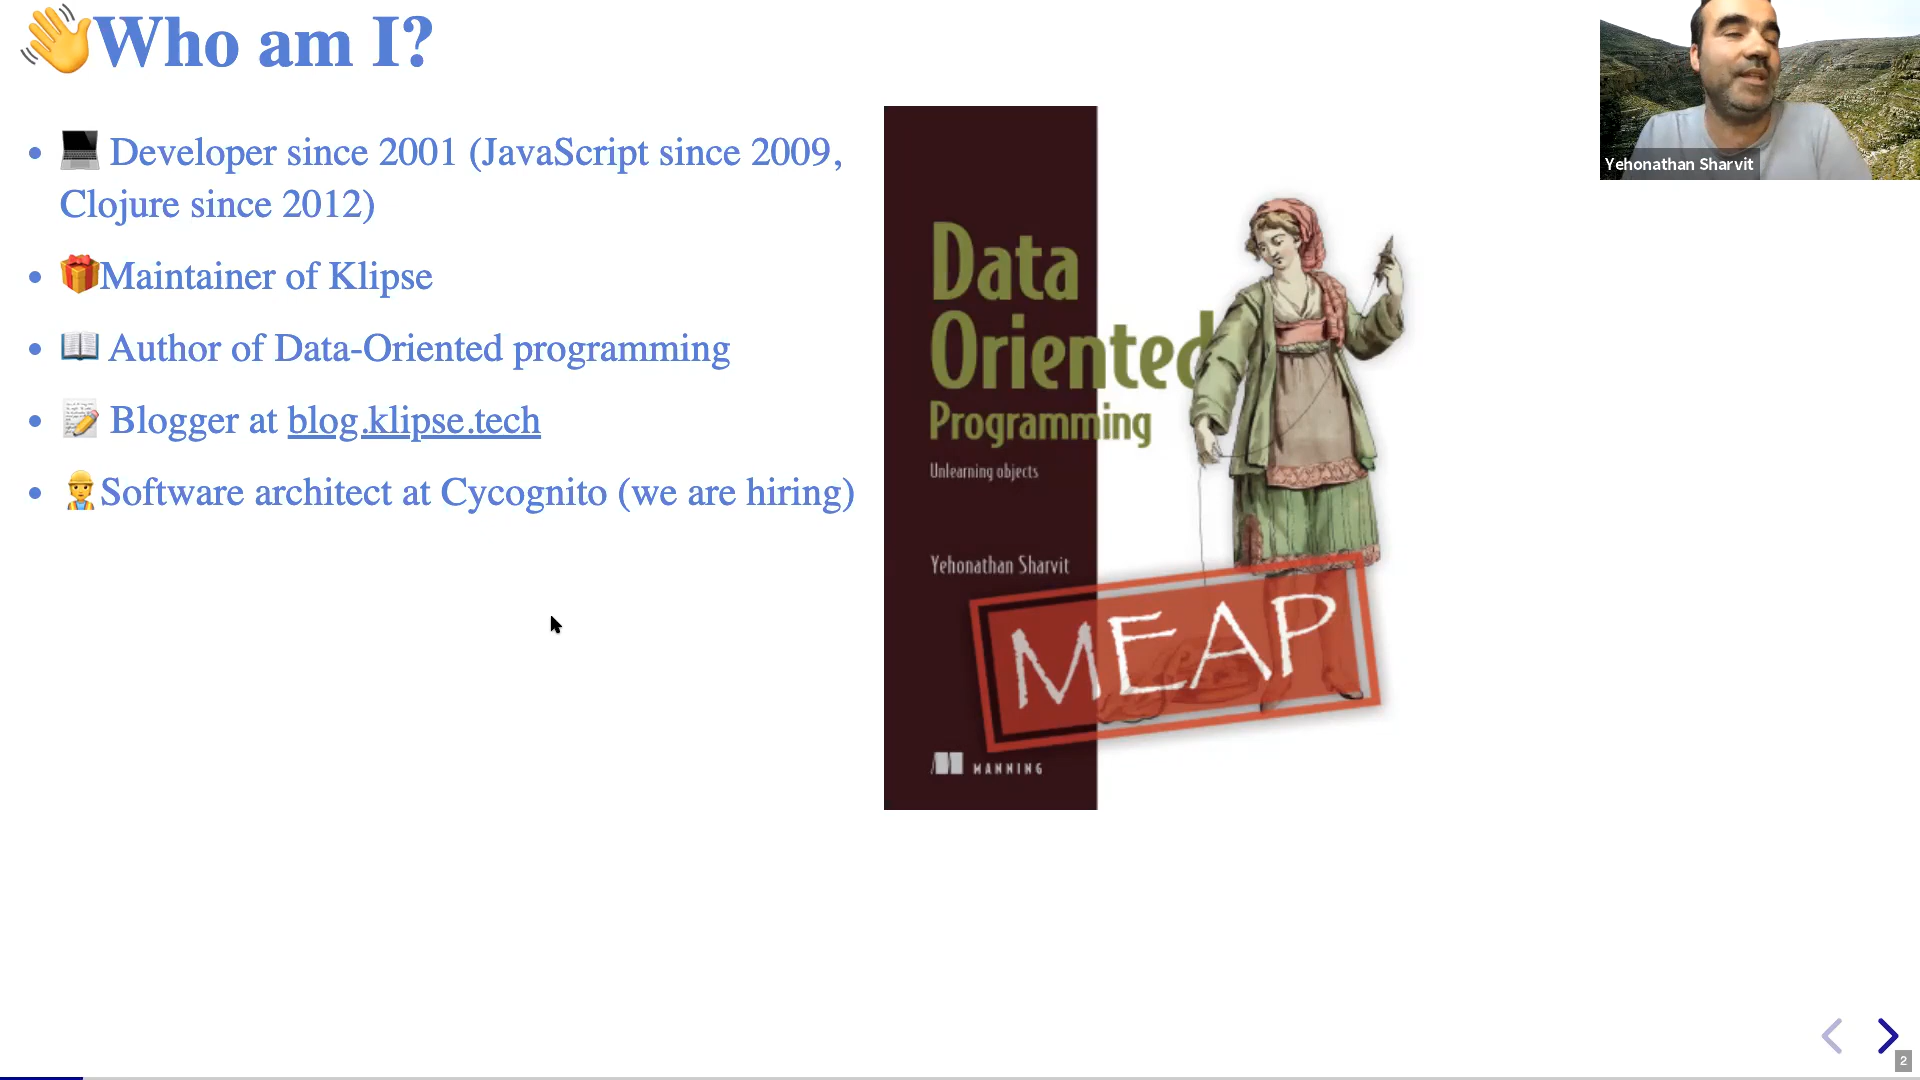 👋Who am I?
💻 Developer since 2001 (JavaScript since 2009,
Clojure since 2012)
🎁Maintainer of Klipse
📖 Author of Data-Oriented programming
📝 Blogger at blog.klipse.tech
👷Software architect at Cycognito (we are hiring)
Data
Oriented
Programming
Unlearning objects
Yehonathan Sharvit
MEAP
MANNING
Yehonathan Sharvit
2